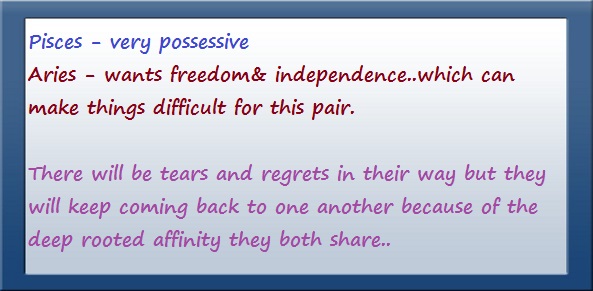 Pisces - very possessive
Aries - wants freedom& independence..which can
make things difficult for this pair.
There will be tears and regrets in their way but they
will keep coming back to one another because of the
deep rooted affinity they both share..